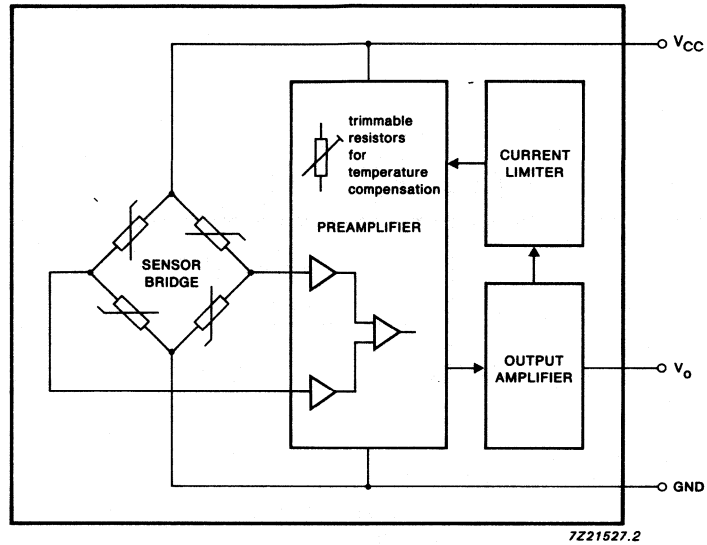 VCC
trimmable
resistors
for
temperature
compensation
PREAMPLIFIER
CURRENT
LIMITER
SENSOR
BRIDGE
OUTPUT
AMPLIFIER
Vo
GND
7Z21527.2